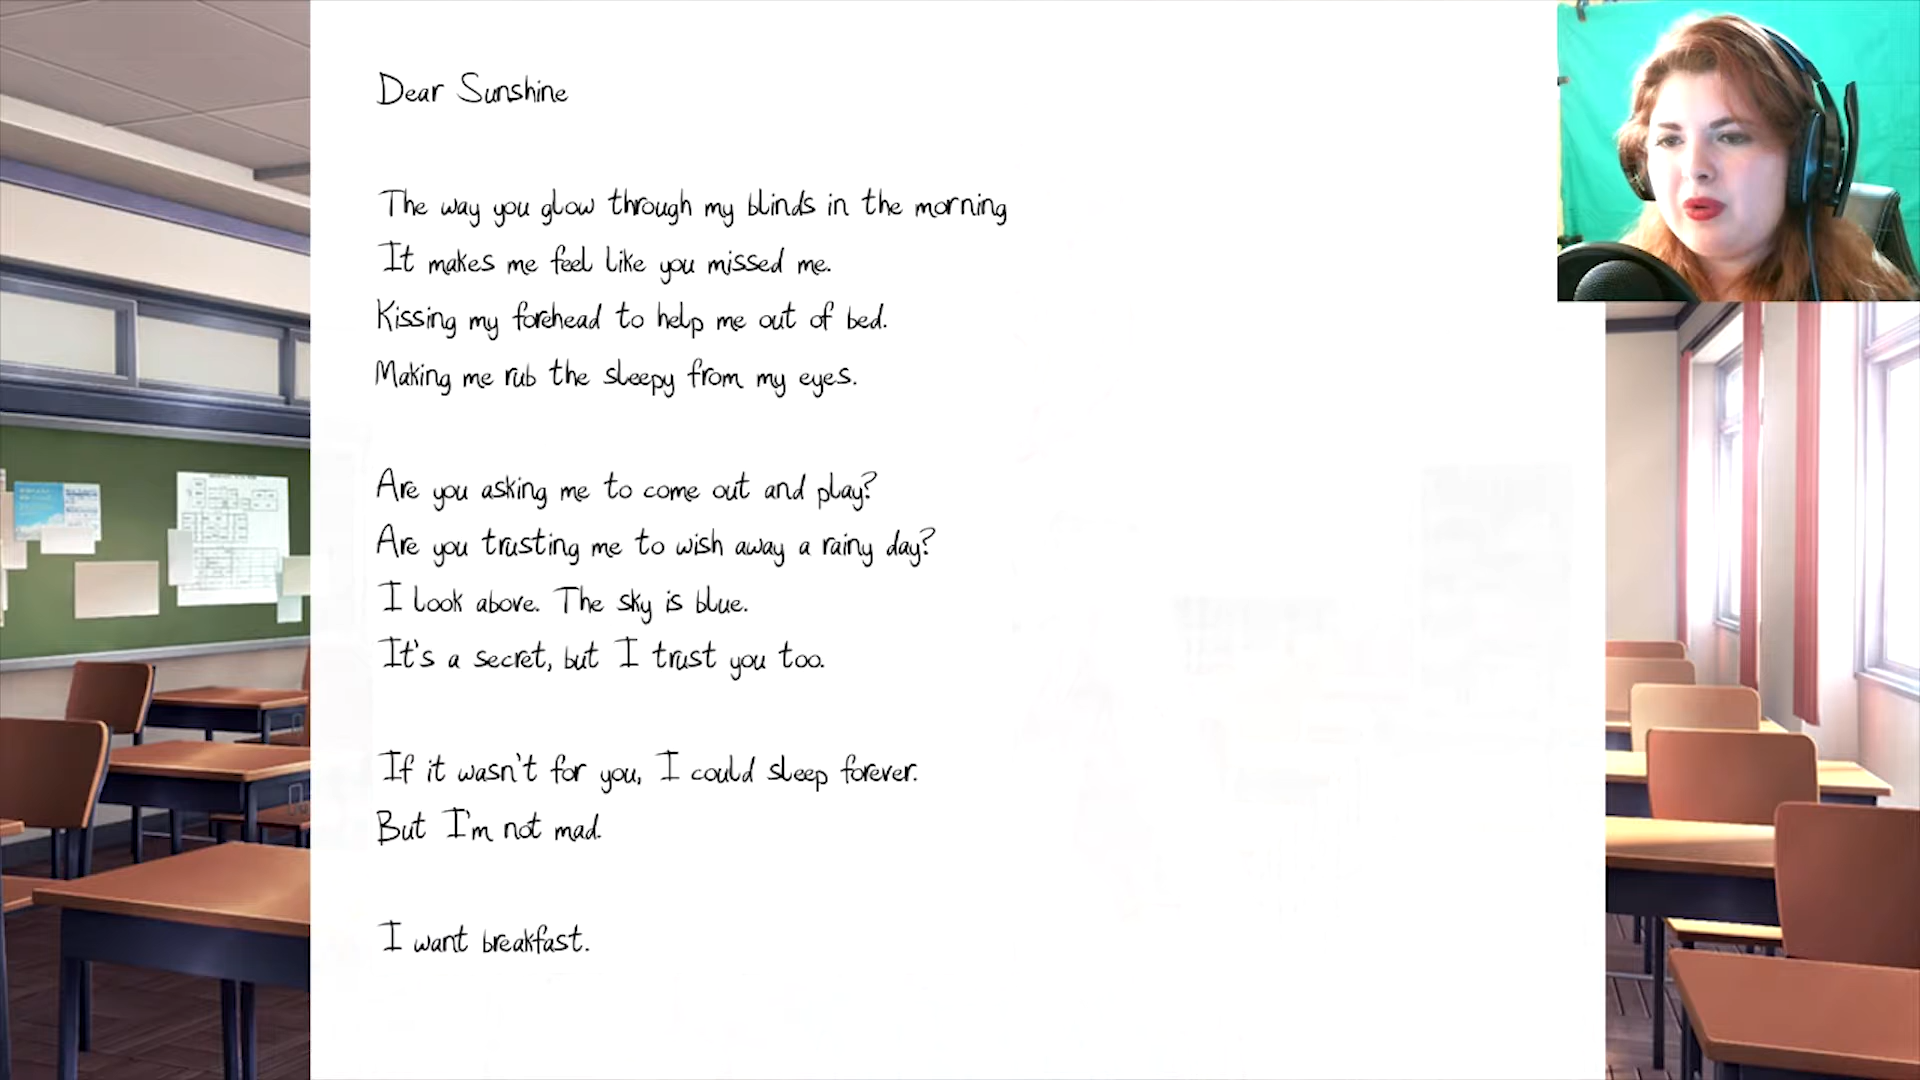 Dear Sunshine
The way you glow through my blinds in the morning
It makes me feel like you missed me.
Kissing my forehead to help me out of bed.
Making me rub the sleepy from my eyes.
Are you asking me to come out and play?
Are you trusting me to wish away a rainy day?
I look above. The sky is blue.
It's a secret, but I trust you too.
If it wasn't for you, I could sleep forever.
But I'm not mad.
I want breakfast.